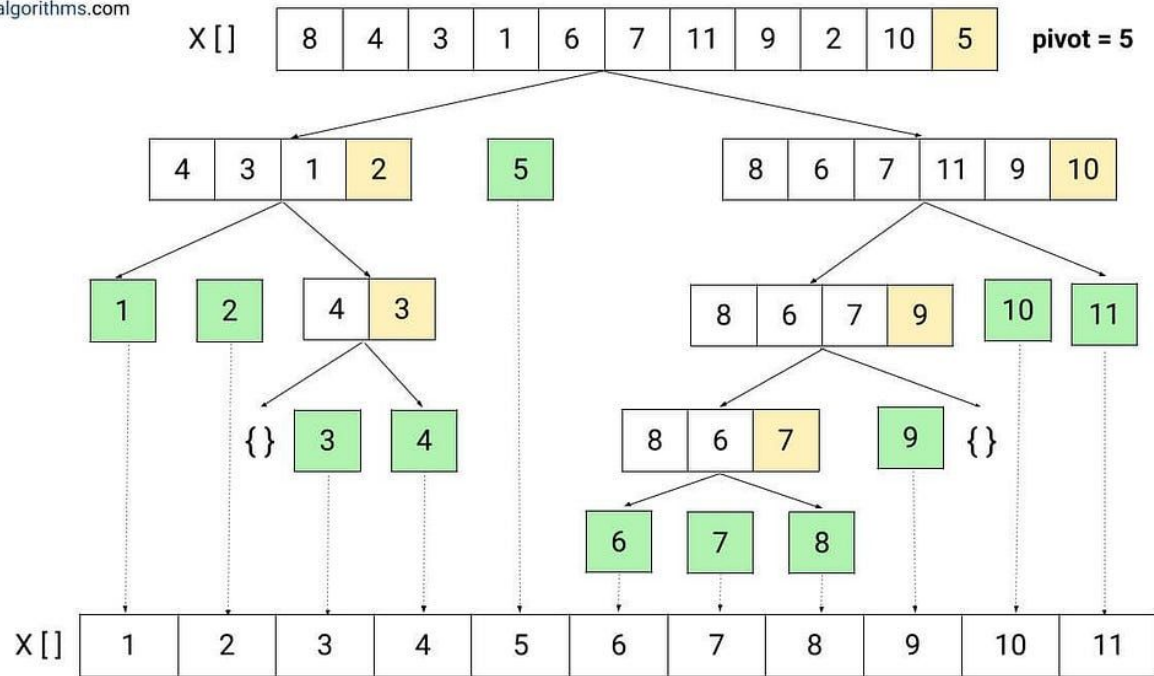 algorithms.com
X [ ] 8 4 3 1 6 7 11 9 2 10 5 pivot = 5
4 3 1 2 5 8 6 7 11 9 10
1 2 4 3 8 6 7 9 10 11
{ } 3 4 8 6 7 9 { }
6 7 8
X [ ] 1 2 3 4 5 6 7 8 9 10 11